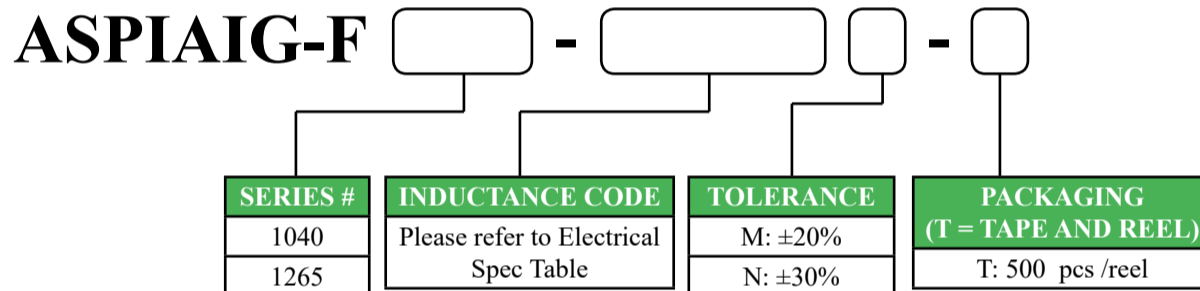 ASPIAIG-F - -
SERIES #
1040
1265
INDUCTANCE CODE
Please refer to Electrical
Spec Table
TOLERANCE
M: ±20%
N: ±30%
PACKAGING
(T = TAPE AND REEL)
T: 500 pcs /reel